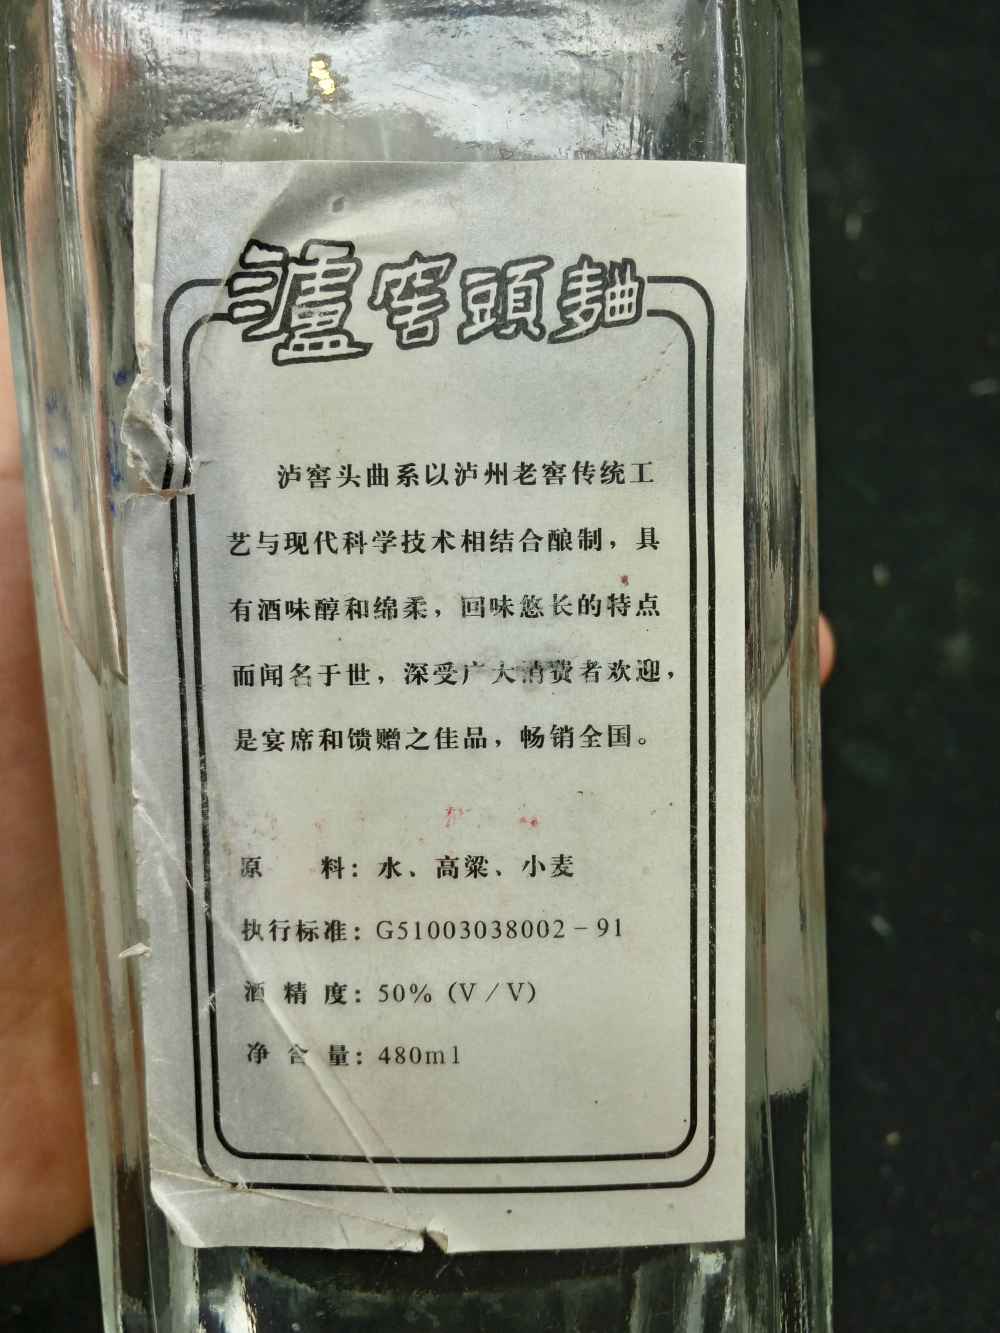 瀘窖頭麯
泸窖头曲系以泸州老窖传统工
艺与现代科学技术相结合酿制，具
有酒味醇和绵柔，回味悠长的特点
而闻名于世，深受广大消费者欢迎，
是宴席和馈赠之佳品，畅销全国。
原 料：水、高粱、小麦
执行标准：G51003038002－91
酒 精 度：50%（V／V）
净 含 量：480ml